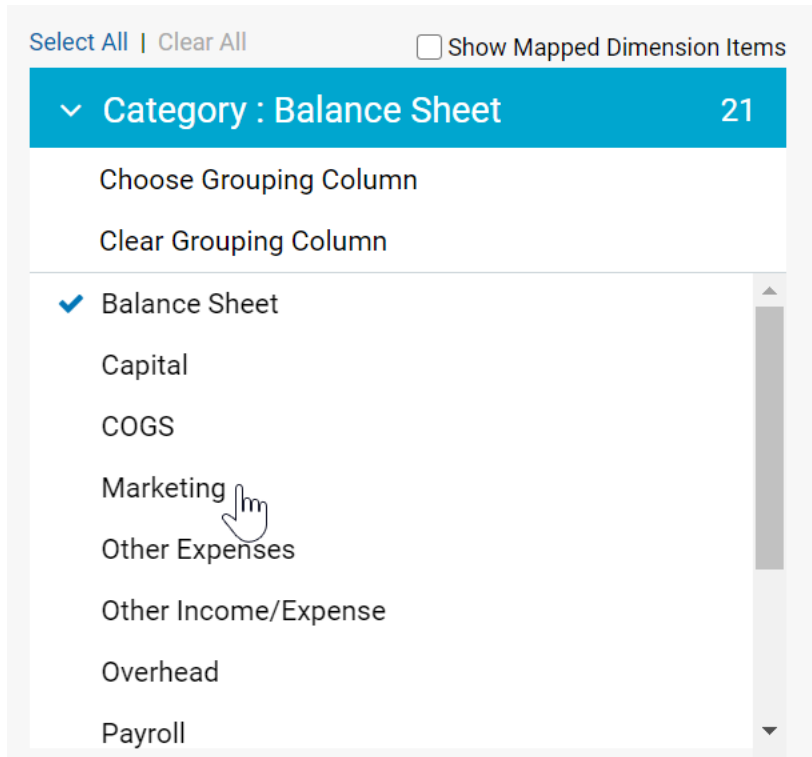 Select All | Clear All Show Mapped Dimension Items
Category : Balance Sheet 21
Choose Grouping Column
Clear Grouping Column
Balance Sheet
Capital
COGS
Marketing
Other Expenses
Other Income/Expense
Overhead
Payroll